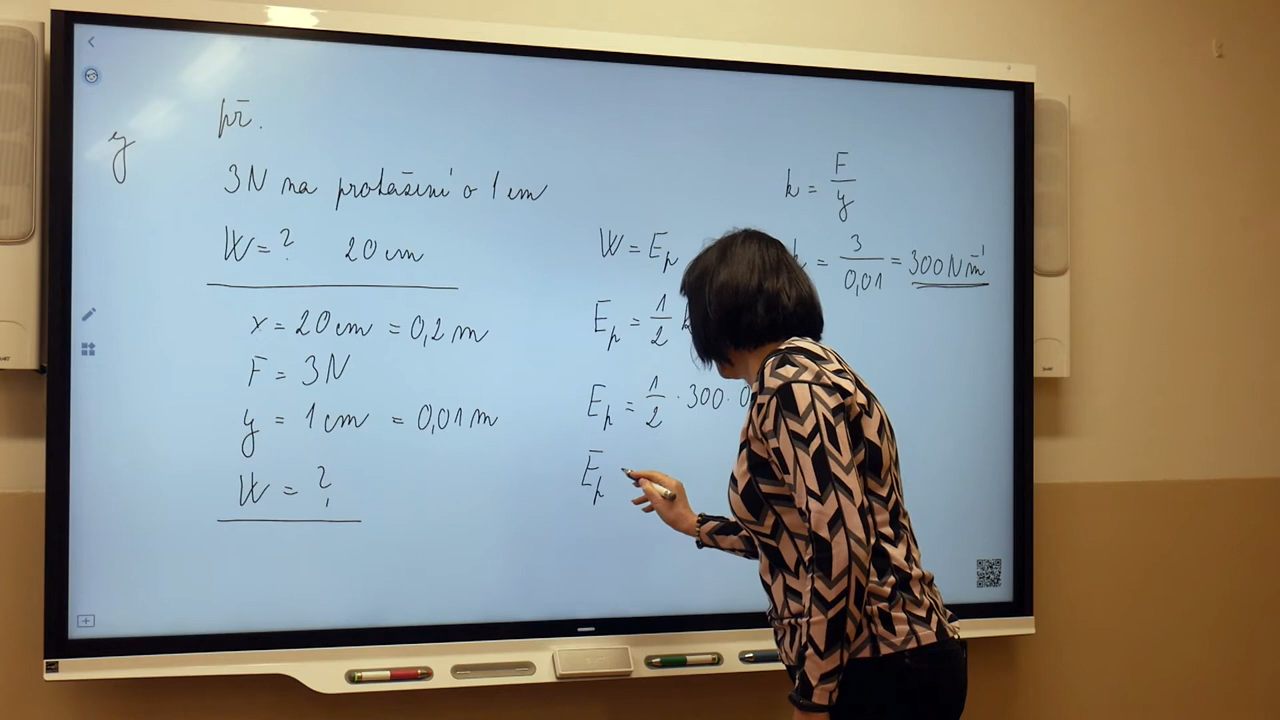 y
př.
3N na protažení o 1 cm
W = ? 20 cm
x = 20 cm = 0,2 m
F = 3N
y = 1 cm = 0,01 m
W = ?
W = Ep
Ep = 1/2 k
Ep = 1/2 · 300 · 0
Ep
k = F/y
= 3/0,01 = 300 N m⁻¹